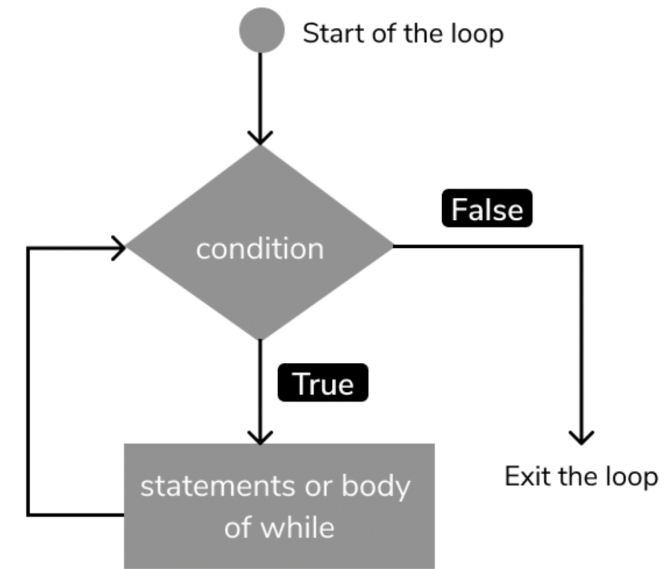 Start of the loop
condition
False
True
statements or body
of while
Exit the loop